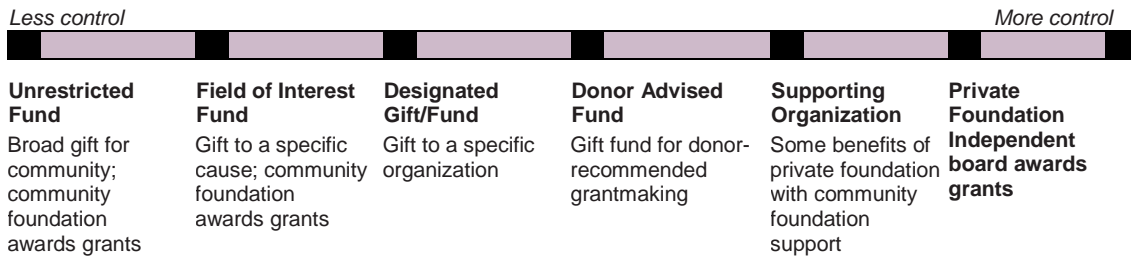 Less control
More control
Unrestricted
Fund
Broad gift for
community;
community
foundation
awards grants
Field of Interest
Fund
Gift to a specific
cause; community
foundation
awards grants
Designated
Gift/Fund
Gift to a specific
organization
Donor Advised
Fund
Gift fund for donor-
recommended
grantmaking
Supporting
Organization
Some benefits of
private foundation
with community
foundation
support
Private
Foundation
Independent
board awards
grants